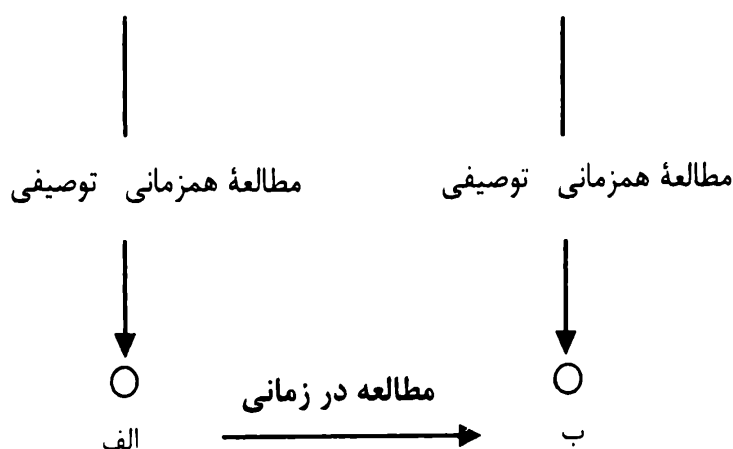 مطالعهٔ همزمانی توصیفی
مطالعهٔ همزمانی توصیفی
مطالعه در زمانی
ب
الف